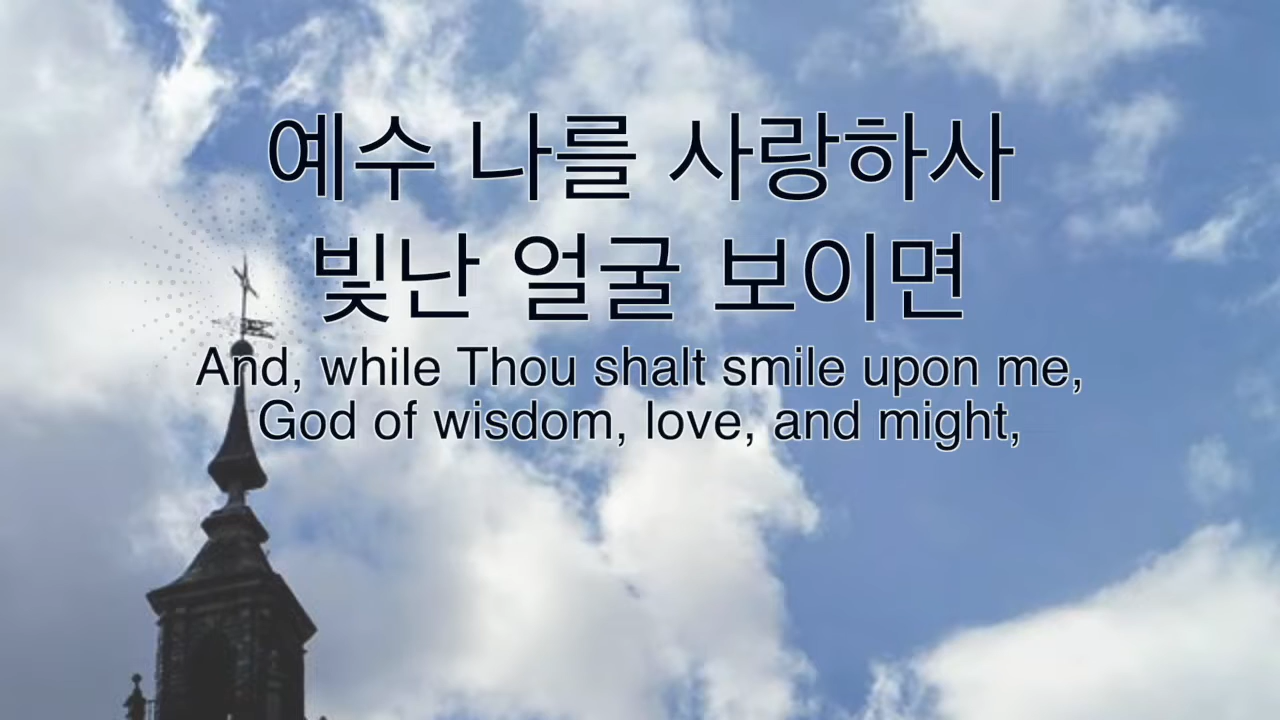 예수 나를 사랑하사
빛난 얼굴 보이면
And, while Thou shalt smile upon me,
God of wisdom, love, and might,